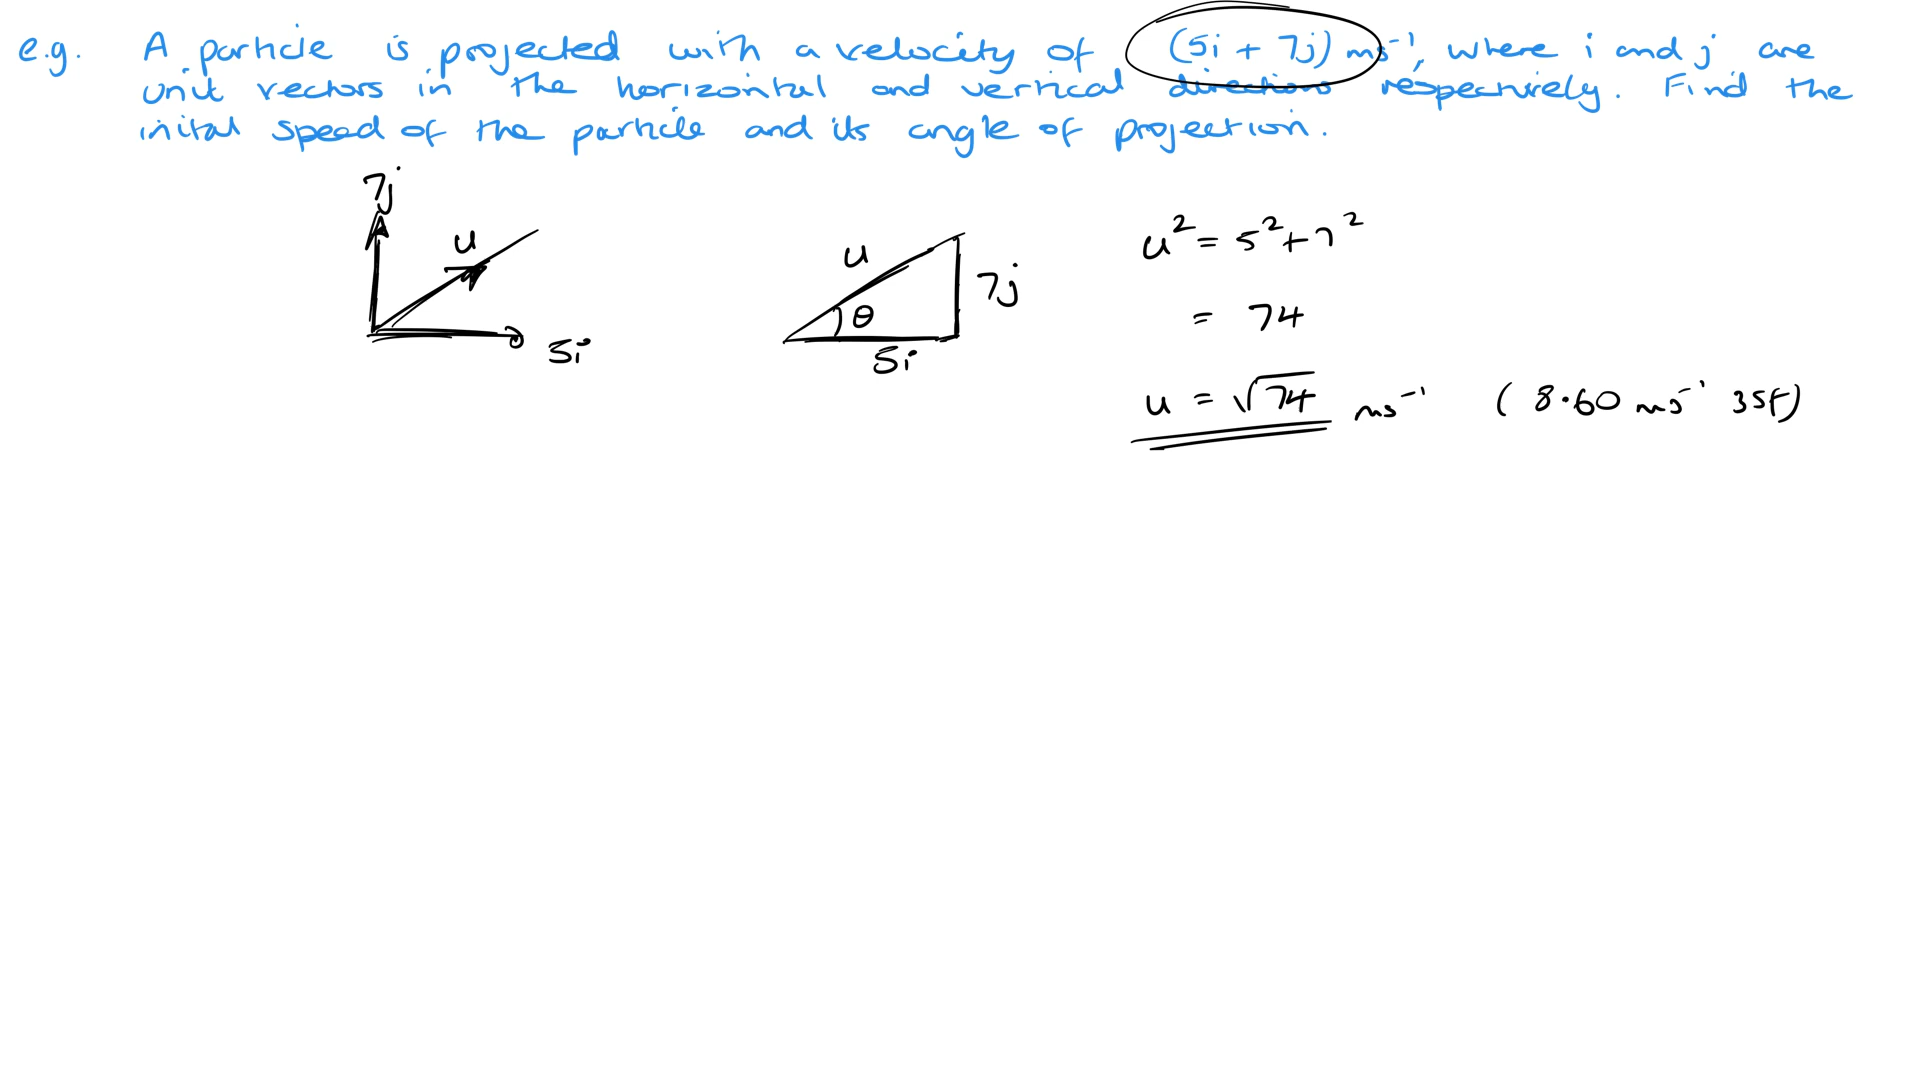 e.g. A particle is projected with a velocity of (5i + 7j) ms⁻¹, where i and j are
unit vectors in the horizontal and vertical directions respectively. Find the
inital speed of the particle and its angle of projection.
7j
u
5i
u
θ
7j
5i
u² = 5² + 7²
= 74
u = √74 ms⁻¹ (8.60 ms⁻¹ 3sf)